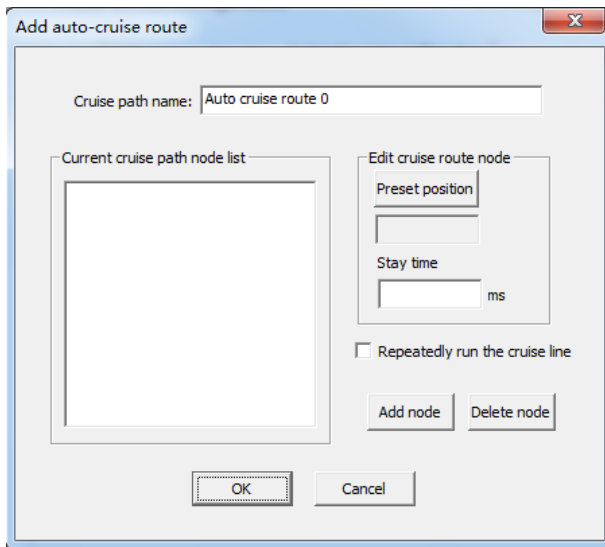 Add auto-cruise route
Cruise path name: Auto cruise route 0
Current cruise path node list
Edit cruise route node
Preset position
Stay time
ms
Repeatedly run the cruise line
Add node Delete node
OK Cancel